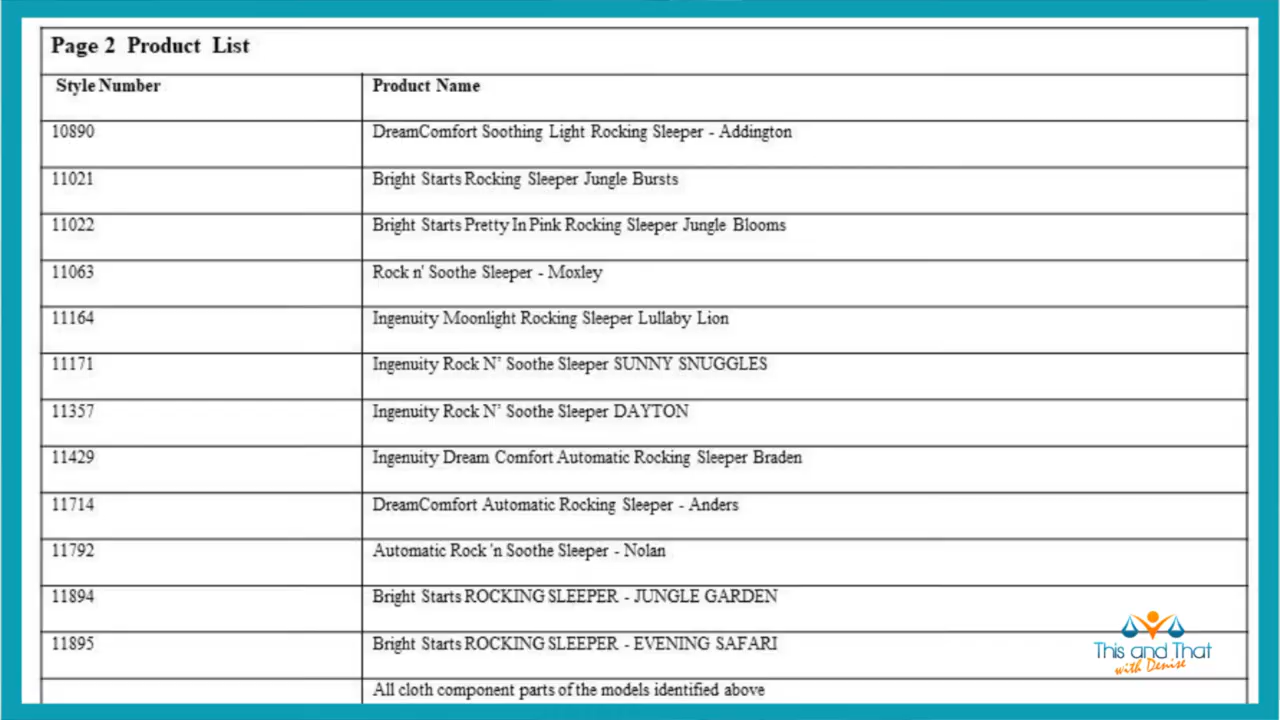 Page 2 Product List
Style Number Product Name
10890 DreamComfort Soothing Light Rocking Sleeper - Addington
11021 Bright Starts Rocking Sleeper Jungle Bursts
11022 Bright Starts Pretty In Pink Rocking Sleeper Jungle Blooms
11063 Rock n' Soothe Sleeper - Moxley
11164 Ingenuity Moonlight Rocking Sleeper Lullaby Lion
11171 Ingenuity Rock N’ Soothe Sleeper SUNNY SNUGGLES
11357 Ingenuity Rock N’ Soothe Sleeper DAYTON
11429 Ingenuity Dream Comfort Automatic Rocking Sleeper Braden
11714 DreamComfort Automatic Rocking Sleeper - Anders
11792 Automatic Rock 'n Soothe Sleeper - Nolan
11894 Bright Starts ROCKING SLEEPER - JUNGLE GARDEN
11895 Bright Starts ROCKING SLEEPER - EVENING SAFARI
All cloth component parts of the models identified above
This and That
with Denise